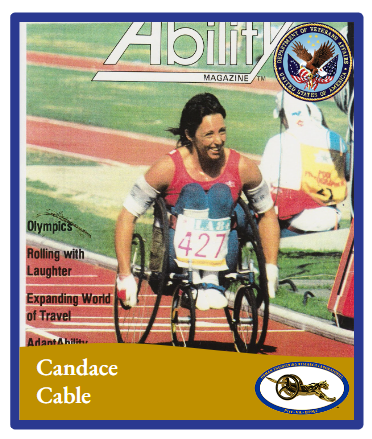 Ability
MAGAZINE
TM
DEPARTMENT OF VETERANS AFFAIRS
UNITED STATES OF AMERICA
427
Olympics
Rolling with
Laughter
Expanding World
of Travel
AdaptAbility
Candace
Cable